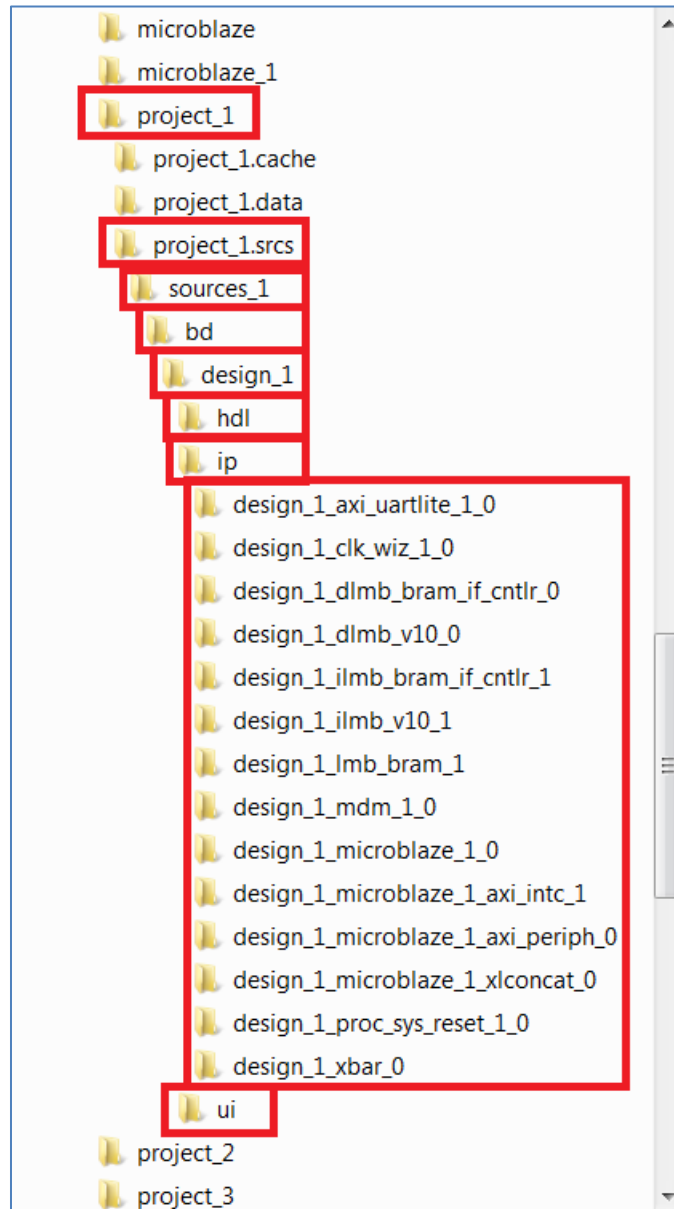 microblaze
microblaze_1
project_1
project_1.cache
project_1.data
project_1.srcs
sources_1
bd
design_1
hdl
ip
design_1_axi_uartlite_1_0
design_1_clk_wiz_1_0
design_1_dlmb_bram_if_cntlr_0
design_1_dlmb_v10_0
design_1_ilmb_bram_if_cntlr_1
design_1_ilmb_v10_1
design_1_lmb_bram_1
design_1_mdm_1_0
design_1_microblaze_1_0
design_1_microblaze_1_axi_intc_1
design_1_microblaze_1_axi_periph_0
design_1_microblaze_1_xlconcat_0
design_1_proc_sys_reset_1_0
design_1_xbar_0
ui
project_2
project_3